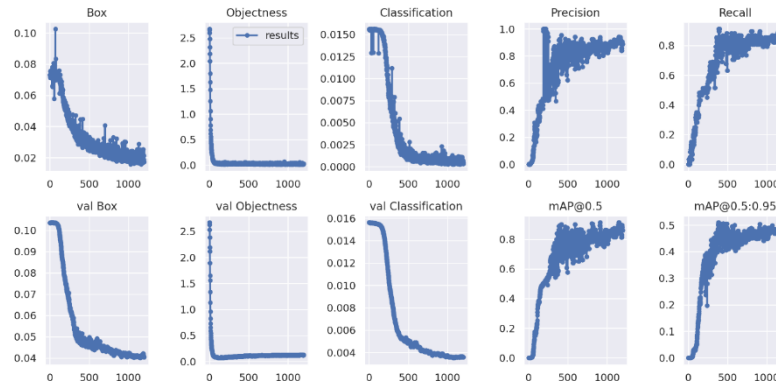 Box
Objectness
Classification
Precision
Recall
results
0.10
0.08
0.06
0.04
0.02
2.5
2.0
1.5
1.0
0.5
0.0
0.0150
0.0125
0.0100
0.0075
0.0050
0.0025
0.0000
1.0
0.8
0.6
0.4
0.2
0.0
0.8
0.6
0.4
0.2
0.0
0 500 1000
0 500 1000
0 500 1000
0 500 1000
0 500 1000
val Box
val Objectness
val Classification
mAP@0.5
mAP@0.5:0.95
0.10
0.09
0.08
0.07
0.06
0.05
0.04
2.5
2.0
1.5
1.0
0.5
0.0
0.016
0.014
0.012
0.010
0.008
0.006
0.004
0.8
0.6
0.4
0.2
0.0
0.5
0.4
0.3
0.2
0.1
0.0
0 500 1000
0 500 1000
0 500 1000
0 500 1000
0 500 1000